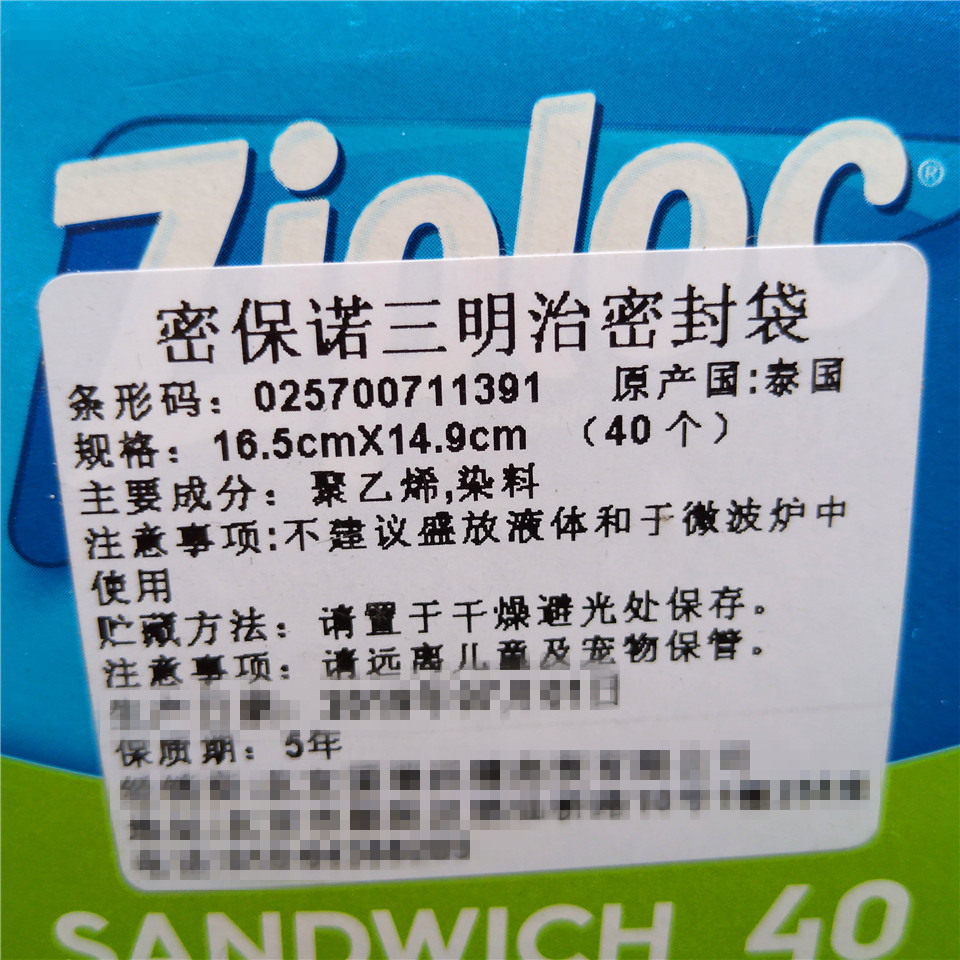 Ziploc®
密保诺三明治密封袋
条形码：025700711391 原产国:泰国
规格：16.5cmX14.9cm （40个）
主要成分：聚乙烯,染料
注意事项:不建议盛放液体和于微波炉中
使用
贮藏方法：请置于干燥避光处保存。
注意事项：请远离儿童及宠物保管。
保质期：5年
SANDWICH 40